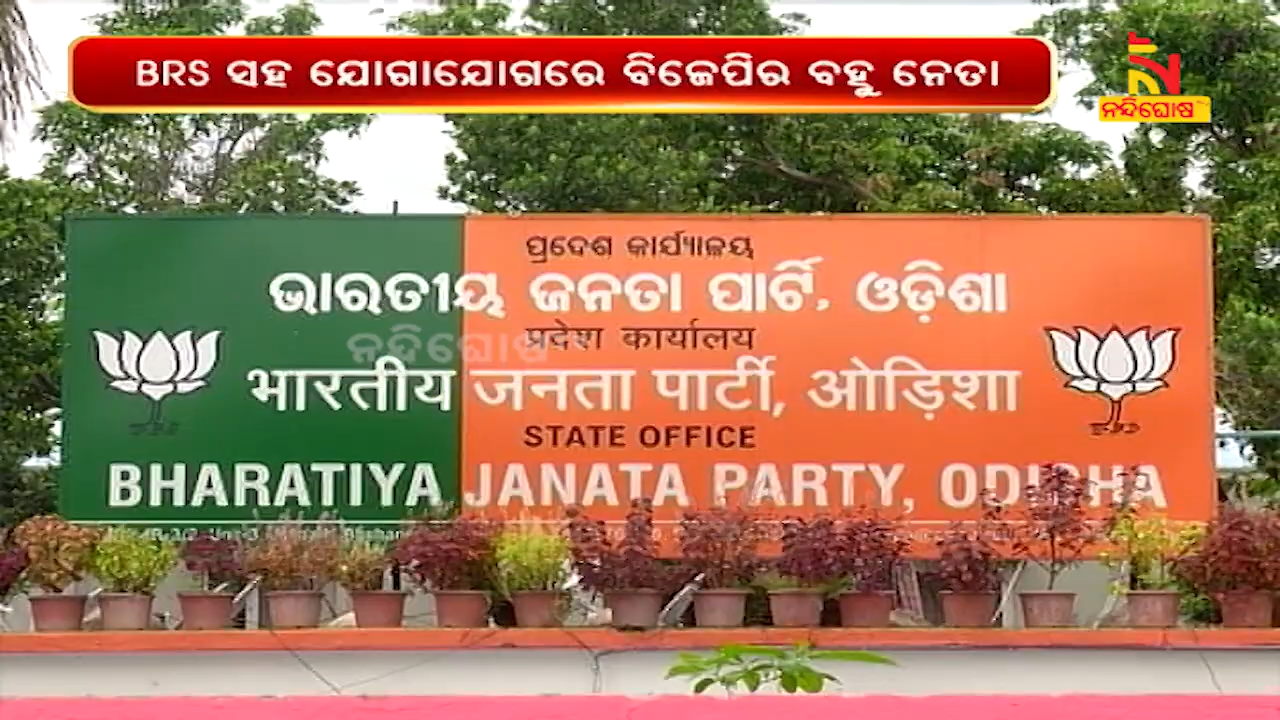 BRS ସହ ଯୋଗାଯୋଗରେ ବିଜେପିର ବହୁ ନେତା
ନନ୍ଦିଘୋଷ
ପ୍ରଦେଶ କାର୍ଯ୍ୟାଳୟ
ଭାରତୀୟ ଜନତା ପାର୍ଟି, ଓଡ଼ିଶା
ନନ୍ଦିଘୋଷ
प्रदेश कार्यालय
भारतीय जनता पार्टी, ओड़िशा
STATE OFFICE
BHARATIYA JANATA PARTY, ODISHA